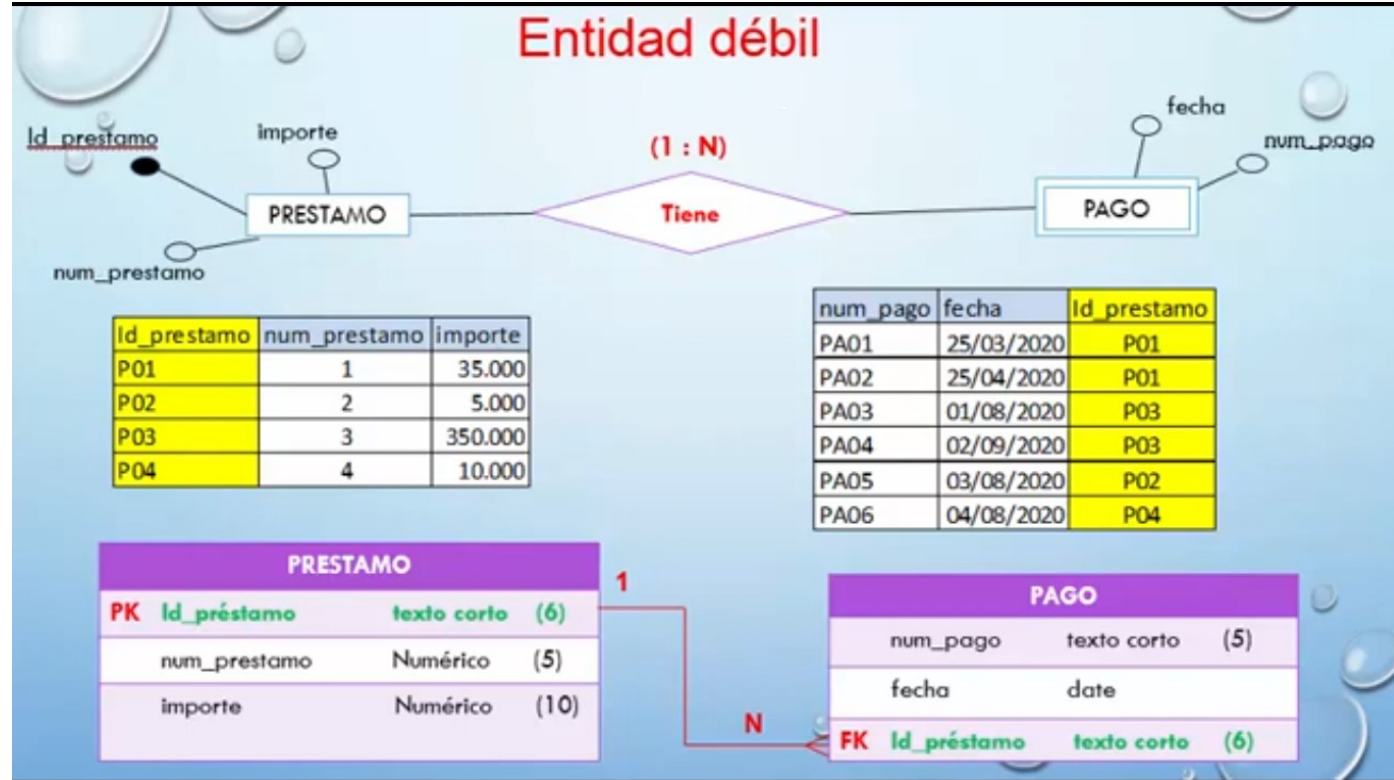 Entidad débil
fecha
Id_prestamo
importe
(1 : N)
num_pago
PRESTAMO
Tiene
PAGO
num_prestamo
Id_prestamo num_prestamo importe
P01 1 35.000
P02 2 5.000
P03 3 350.000
P04 4 10.000
num_pago fecha Id_prestamo
PA01 25/03/2020 P01
PA02 25/04/2020 P01
PA03 01/08/2020 P03
PA04 02/09/2020 P03
PA05 03/08/2020 P02
PA06 04/08/2020 P04
PRESTAMO
PK Id_préstamo texto corto (6)
num_prestamo Numérico (5)
importe Numérico (10)
1
N
PAGO
num_pago texto corto (5)
fecha date
FK Id_préstamo texto corto (6)